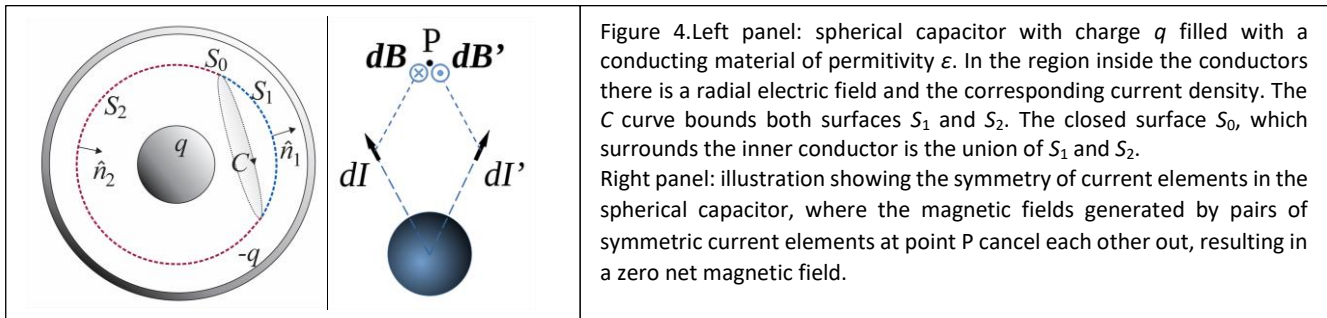 S₀
S₁
S₂
q
n̂₁
n̂₂
C
-q
P
dB
dB'
dI
dI'
Figure 4.Left panel: spherical capacitor with charge q filled with a
conducting material of permitivity ε. In the region inside the conductors
there is a radial electric field and the corresponding current density. The
C curve bounds both surfaces S₁ and S₂. The closed surface S₀, which
surrounds the inner conductor is the union of S₁ and S₂.
Right panel: illustration showing the symmetry of current elements in the
spherical capacitor, where the magnetic fields generated by pairs of
symmetric current elements at point P cancel each other out, resulting in
a zero net magnetic field.